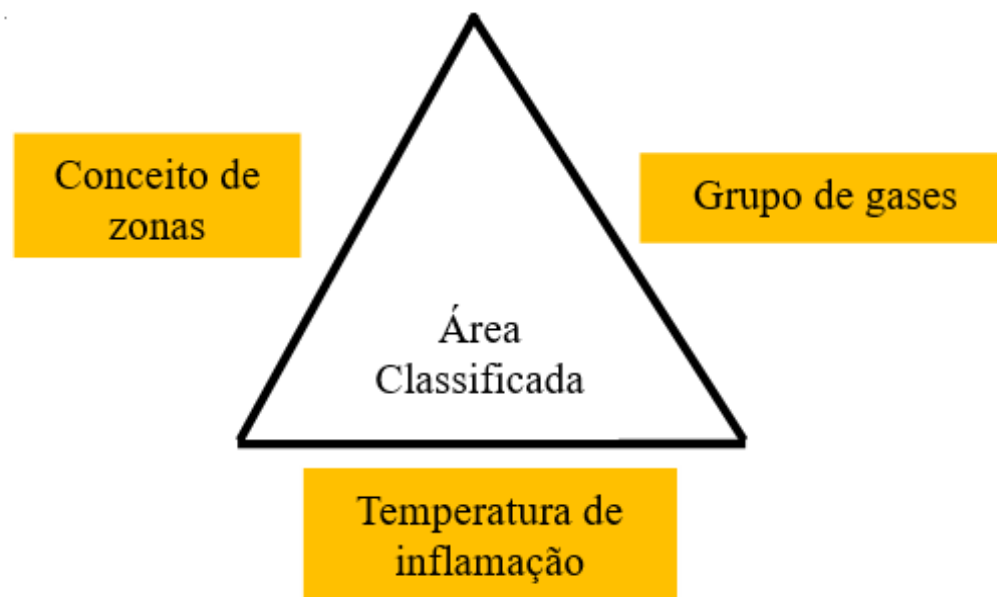 Conceito de
zonas
Grupo de gases
Área
Classificada
Temperatura de
inflamação